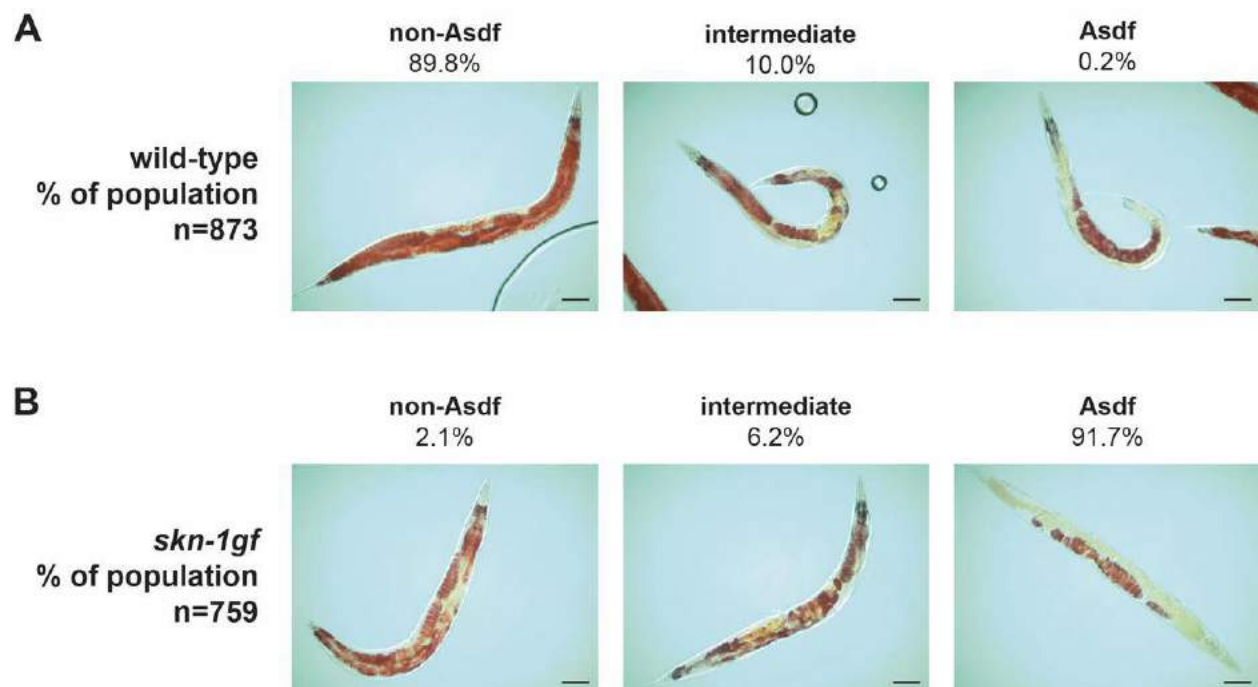 A
non-Asdf
89.8%
intermediate
10.0%
Asdf
0.2%
wild-type
% of population
n=873
B
non-Asdf
2.1%
intermediate
6.2%
Asdf
91.7%
skn-1gf
% of population
n=759